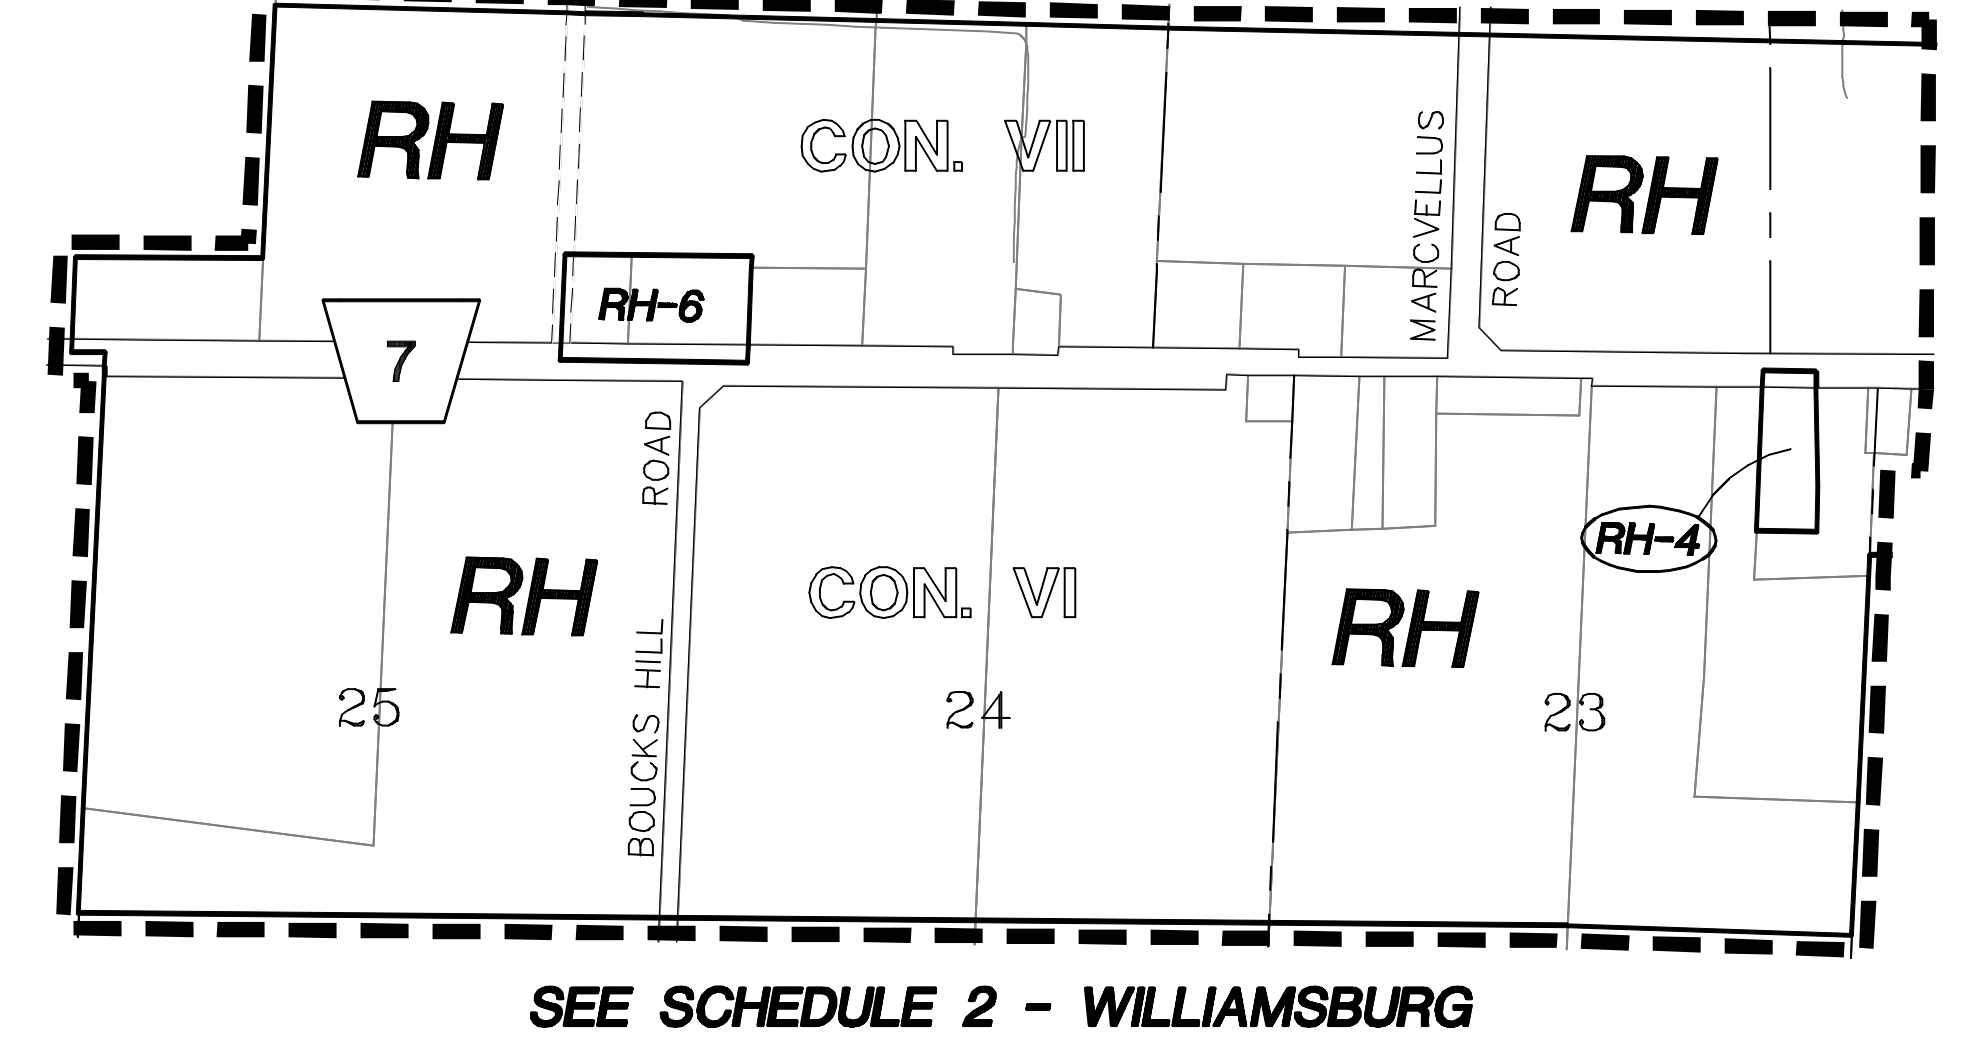 RH
CON. VII
MARCVELLUS
ROAD
RH
RH-6
7
ROAD
BOUCKS HILL
RH
CON. VI
RH-4
RH
25
24
23
SEE SCHEDULE 2 - WILLIAMSBURG